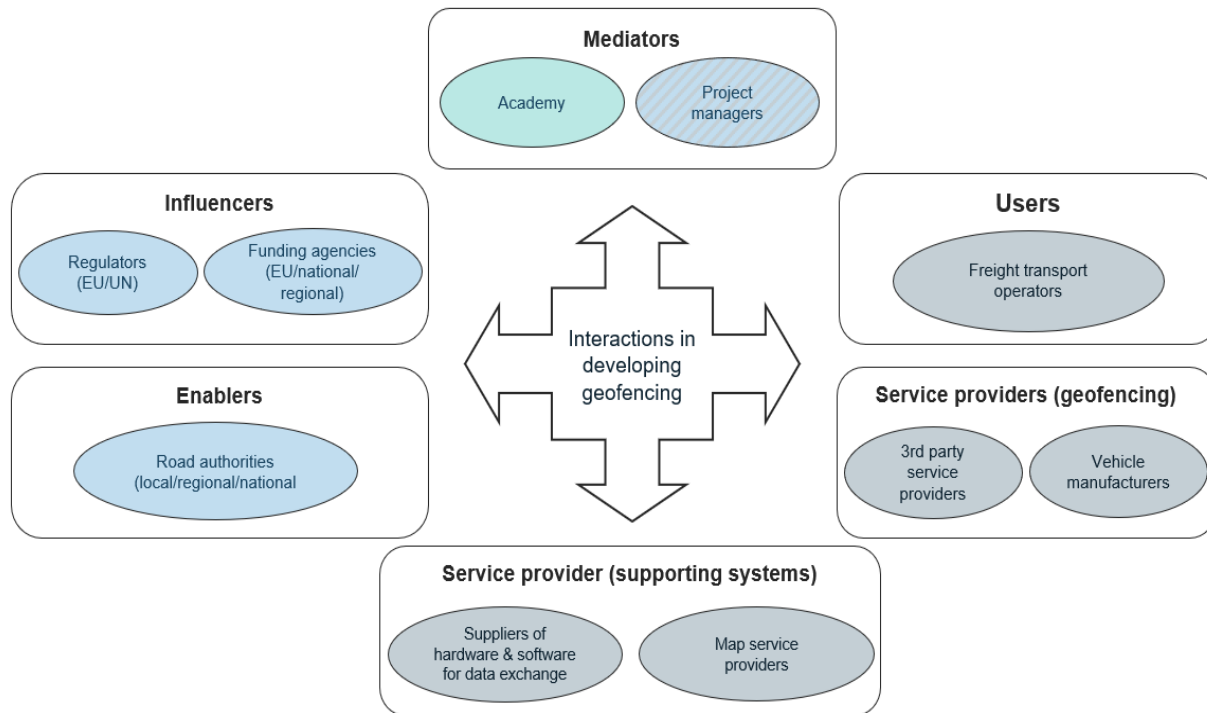 Mediators
Academy
Project
managers
Influencers
Regulators
(EU/UN)
Funding agencies
(EU/national/
regional)
Users
Freight transport
operators
Interactions in
developing
geofencing
Enablers
Road authorities
(local/regional/national
Service providers (geofencing)
3rd party
service
providers
Vehicle
manufacturers
Service provider (supporting systems)
Suppliers of
hardware & software
for data exchange
Map service
providers